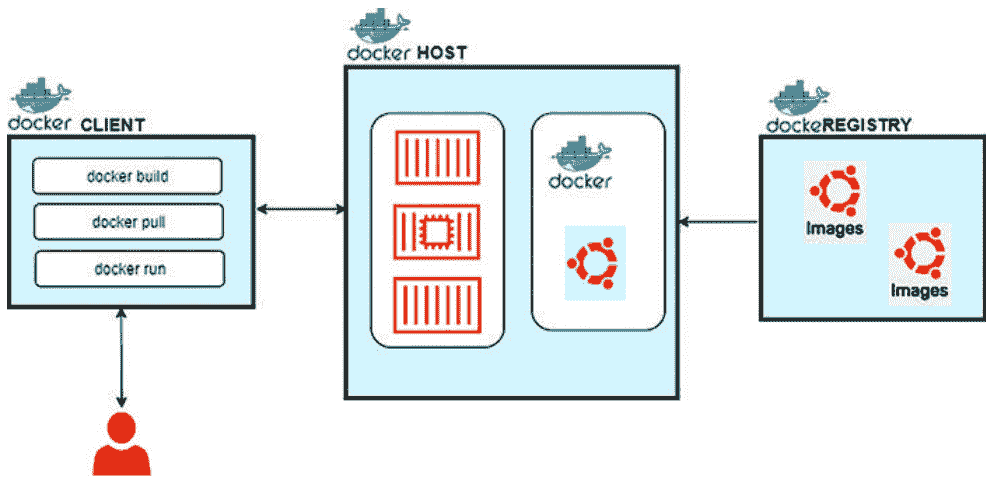 docker HOST
docker CLIENT
dockeREGISTRY
docker build
docker pull
docker run
docker
Images
Images